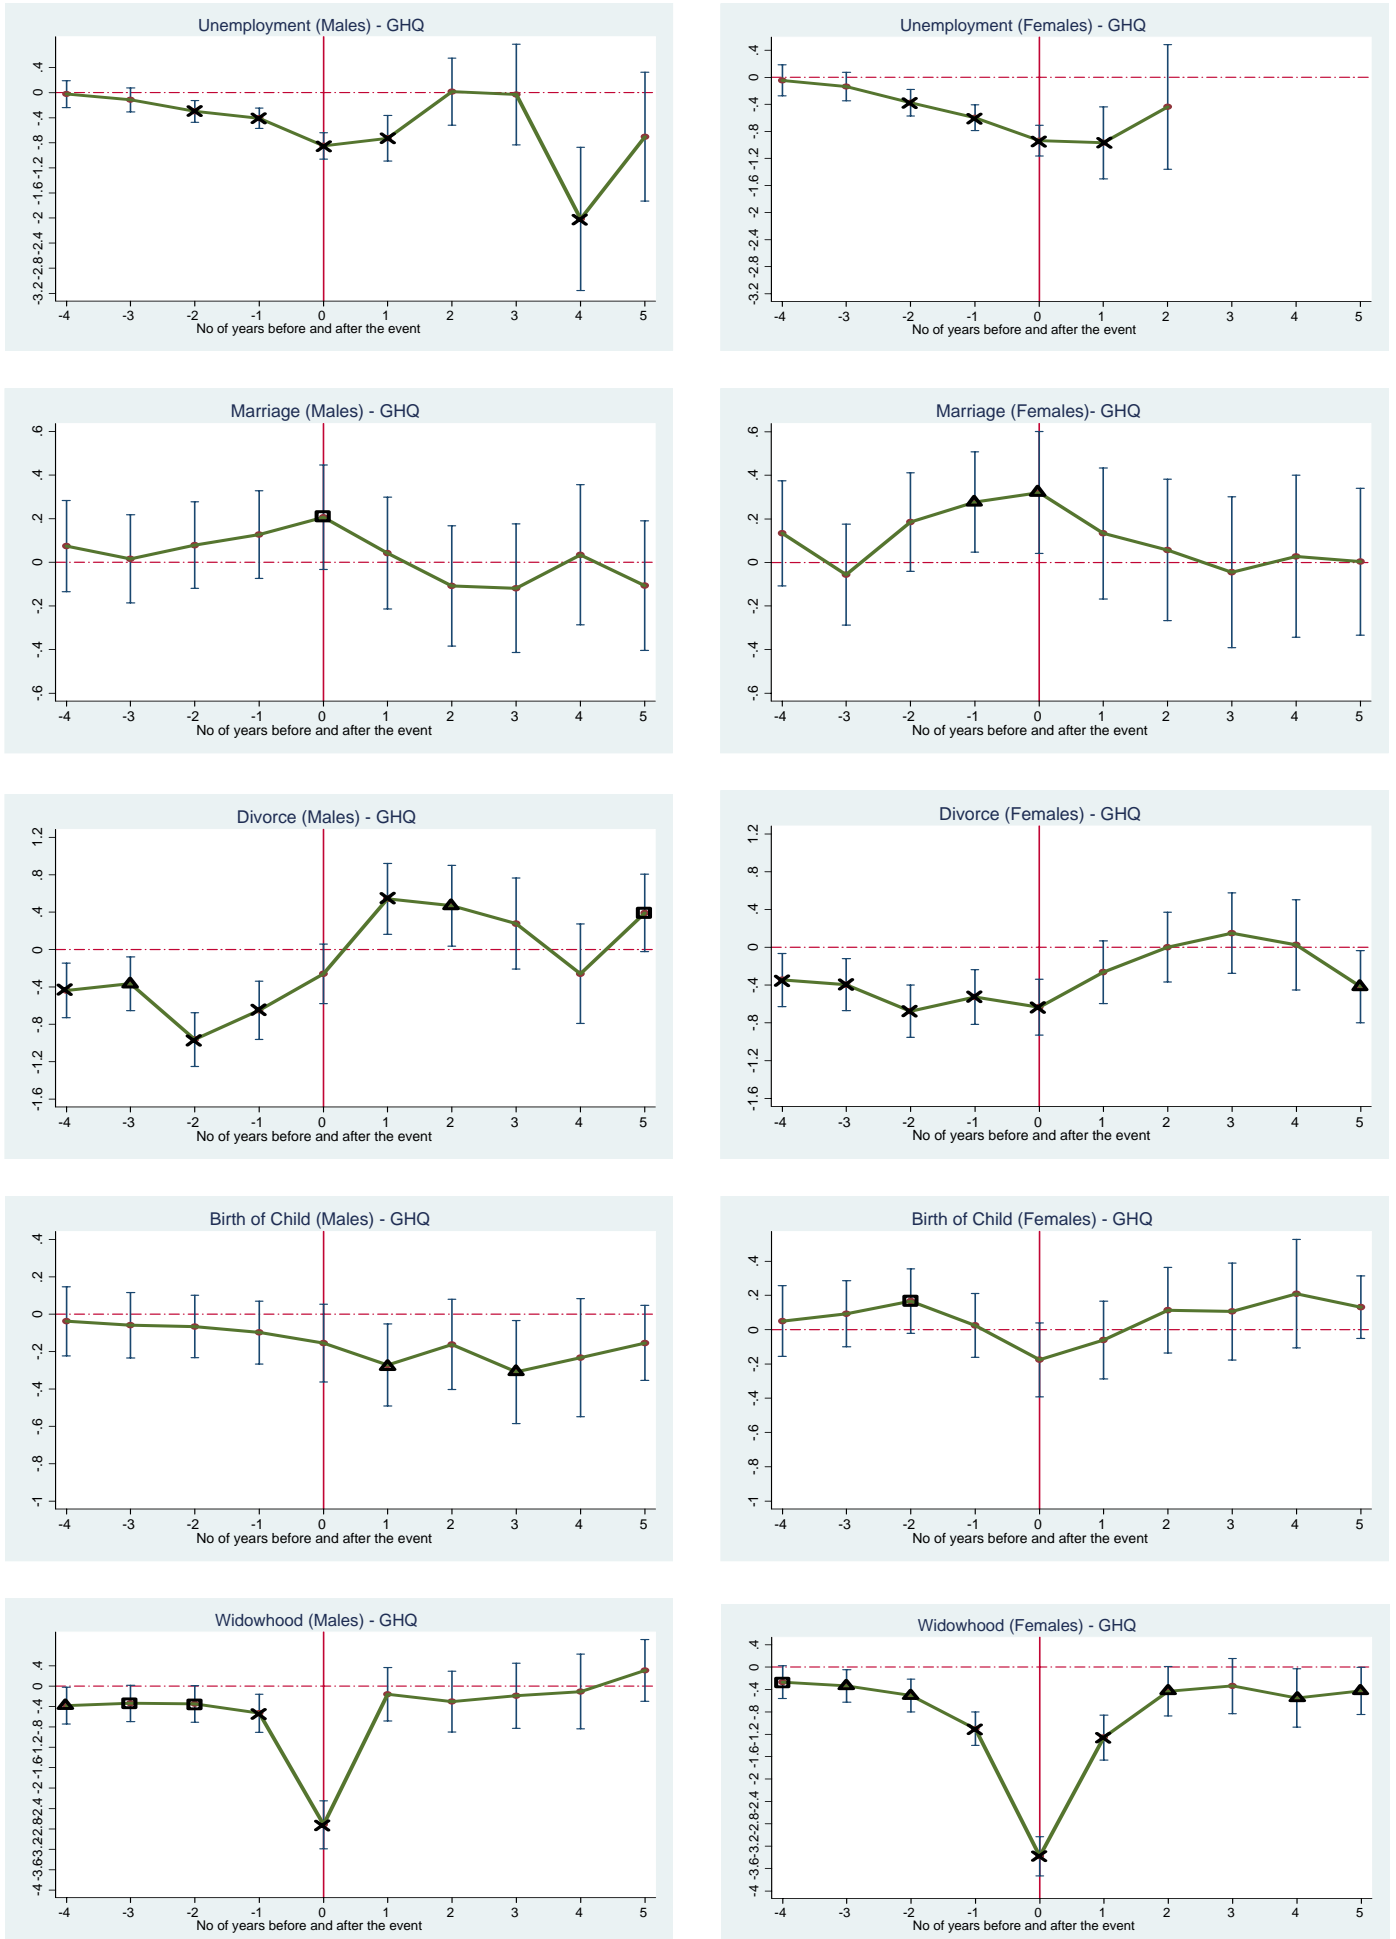 Unemployment (Males) - GHQ
-3.2 -2.8 -2.4 -2 -1.6 -1.2 -.8 -.4 0 .4
-4 -3 -2 -1 0 1 2 3 4 5
No of years before and after the event
Unemployment (Females) - GHQ
-3.2 -2.8 -2.4 -2 -1.6 -1.2 -.8 -.4 0 .4
-4 -3 -2 -1 0 1 2 3 4 5
No of years before and after the event
Marriage (Males) - GHQ
-.6 -.4 -.2 0 .2 .4 .6
-4 -3 -2 -1 0 1 2 3 4 5
No of years before and after the event
Marriage (Females)- GHQ
-.6 -.4 -.2 0 .2 .4 .6
-4 -3 -2 -1 0 1 2 3 4 5
No of years before and after the event
Divorce (Males) - GHQ
-1.6 -1.2 -.8 -.4 0 .4 .8 1.2
-4 -3 -2 -1 0 1 2 3 4 5
No of years before and after the event
Divorce (Females) - GHQ
-1.6 -1.2 -.8 -.4 0 .4 .8 1.2
-4 -3 -2 -1 0 1 2 3 4 5
No of years before and after the event
Birth of Child (Males) - GHQ
-1 -.8 -.6 -.4 -.2 0 .2 .4
-4 -3 -2 -1 0 1 2 3 4 5
No of years before and after the event
Birth of Child (Females) - GHQ
-1 -.8 -.6 -.4 -.2 0 .2 .4
-4 -3 -2 -1 0 1 2 3 4 5
No of years before and after the event
Widowhood (Males) - GHQ
-4 -3.6 -3.2 -2.8 -2.4 -2 -1.6 -1.2 -.8 -.4 0 .4
-4 -3 -2 -1 0 1 2 3 4 5
No of years before and after the event
Widowhood (Females) - GHQ
-4 -3.6 -3.2 -2.8 -2.4 -2 -1.6 -1.2 -.8 -.4 0 .4
-4 -3 -2 -1 0 1 2 3 4 5
No of years before and after the event